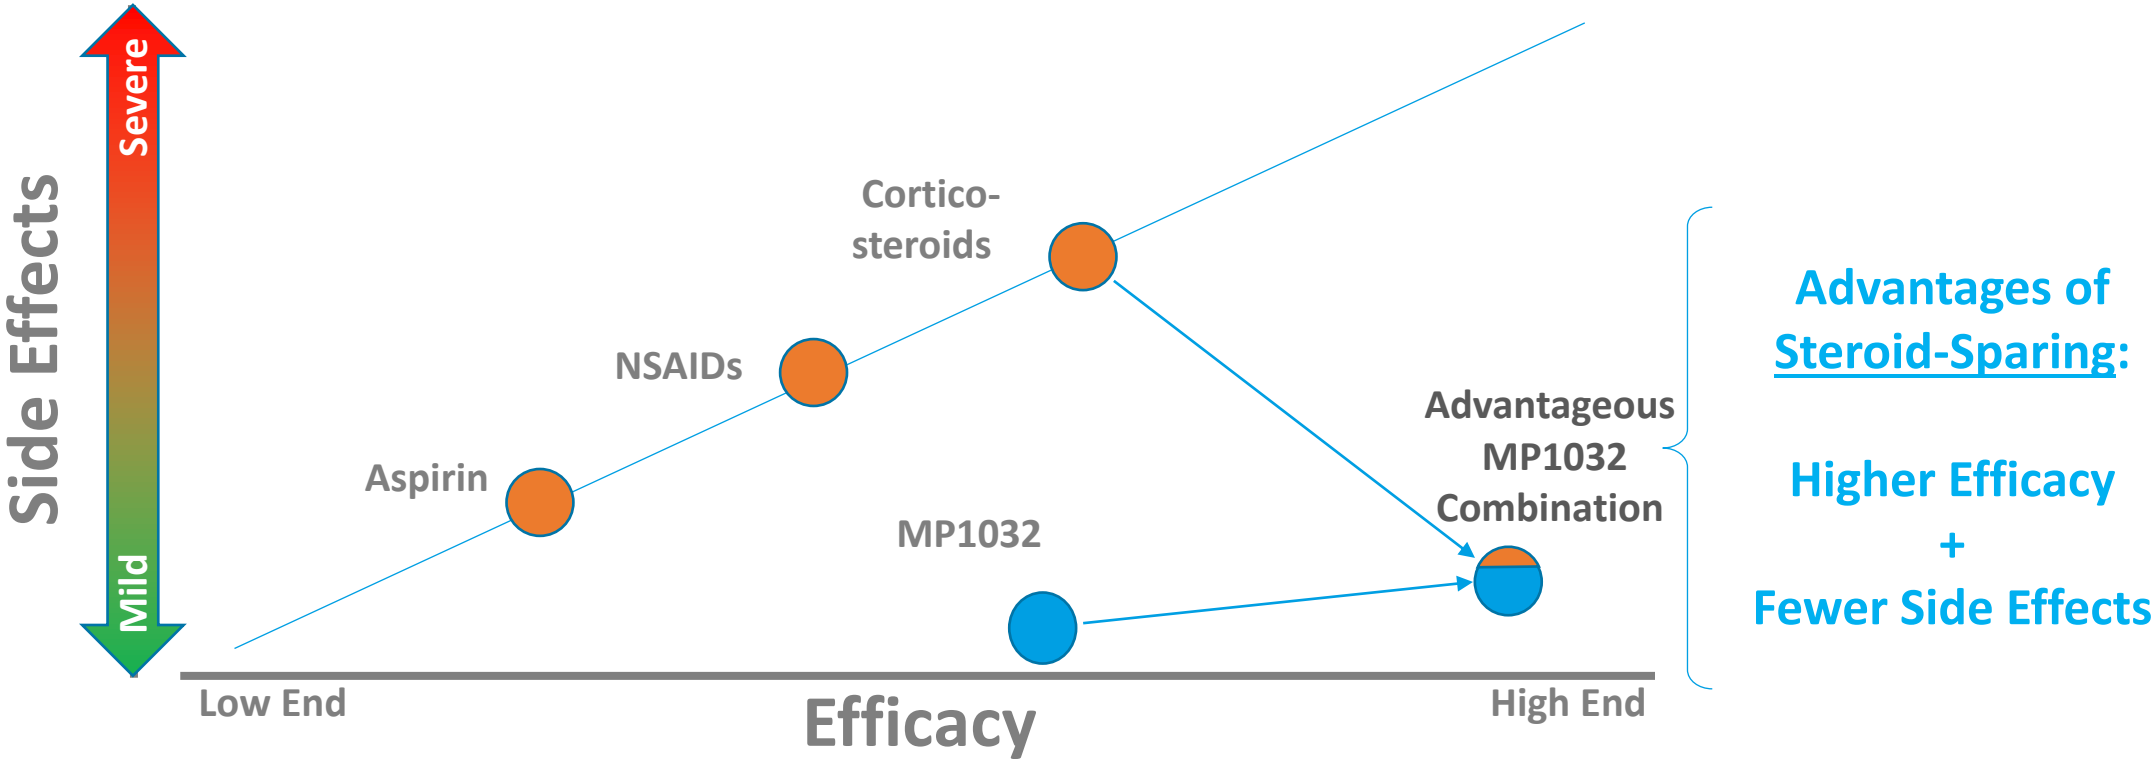 Severe
Side Effects
Mild
Cortico-
steroids
NSAIDs
Aspirin
MP1032
Advantageous
MP1032
Combination
Advantages of
Steroid-Sparing:
Higher Efficacy
+
Fewer Side Effects
Low End
Efficacy
High End